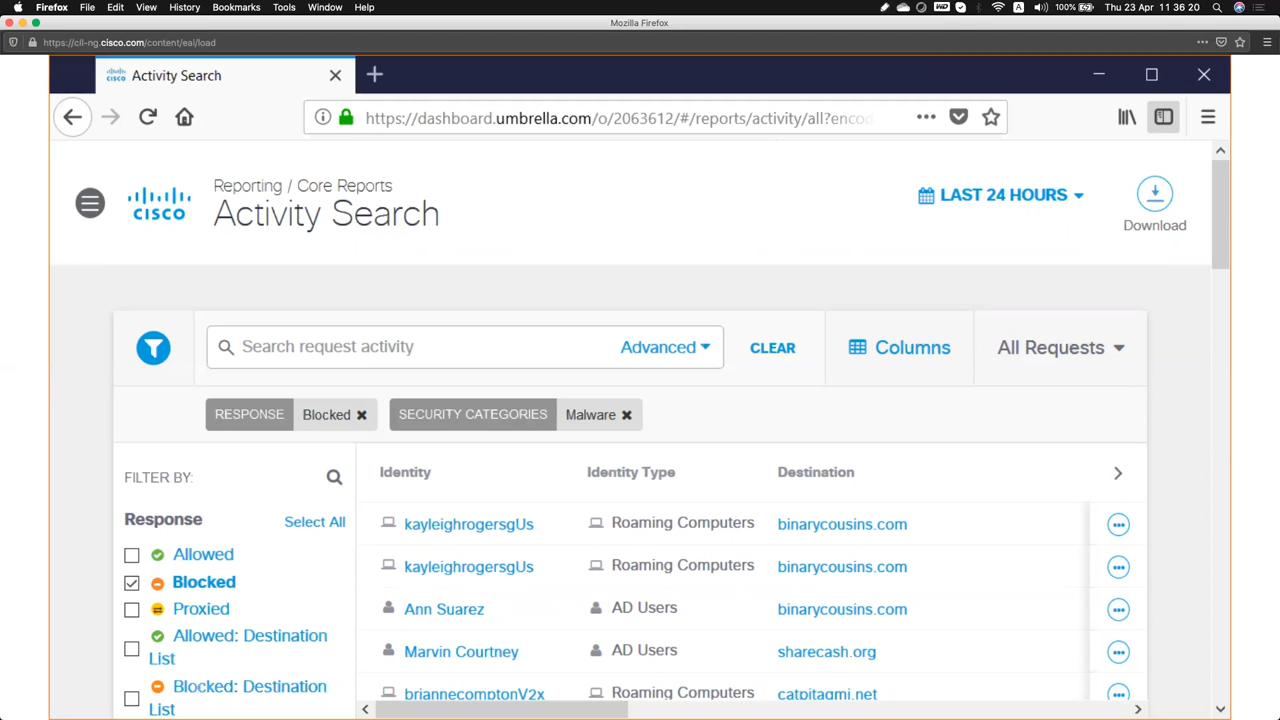 Firefox File Edit View History Bookmarks Tools Window Help
100% Thu 23 Apr 11 36 20
Mozilla Firefox
https://cll-ng.cisco.com/content/eai/load
Activity Search
https://dashboard.umbrella.com/o/2063612/#/reports/activity/all?encod
CISCO
Reporting / Core Reports
Activity Search
LAST 24 HOURS
Download
Search request activity
Advanced
CLEAR
Columns
All Requests
RESPONSE Blocked
SECURITY CATEGORIES Malware
FILTER BY:
Response Select All
Allowed
Blocked
Proxied
Allowed: Destination
List
Blocked: Destination
List
Identity Identity Type Destination
kayleighrogersgUs Roaming Computers binarycousins.com
kayleighrogersgUs Roaming Computers binarycousins.com
Ann Suarez AD Users binarycousins.com
Marvin Courtney AD Users sharecash.org
briannecomptonV2x Roaming Computers catpitagmi.net